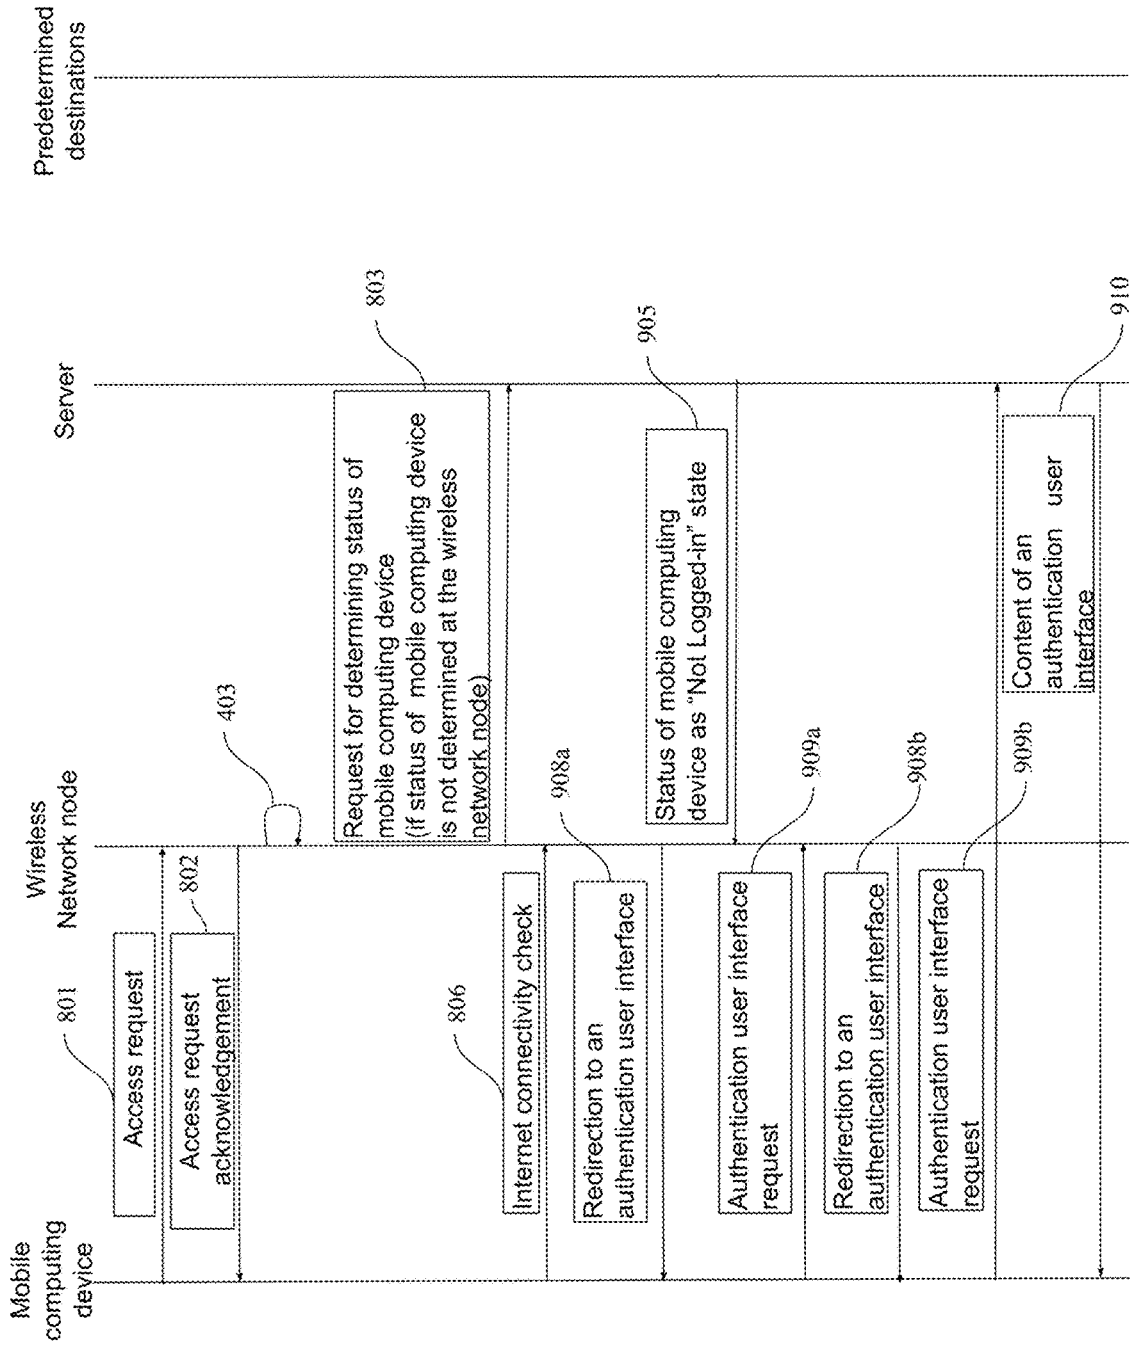 Mobile
computing
device
Wireless
Network node
Server
Predetermined
destinations
801
Access request
802
Access request
acknowledgement
403
803
Request for determining status of
mobile computing device
(if status of mobile computing device
is not determined at the wireless
network node)
806
Internet connectivity check
908a
Redirection to an
authentication user interface
905
Status of mobile computing
device as "Not Logged-in" state
909a
Authentication user interface
request
908b
Redirection to an
authentication user interface
909b
Authentication user interface
request
910
Content of an
authentication user
interface